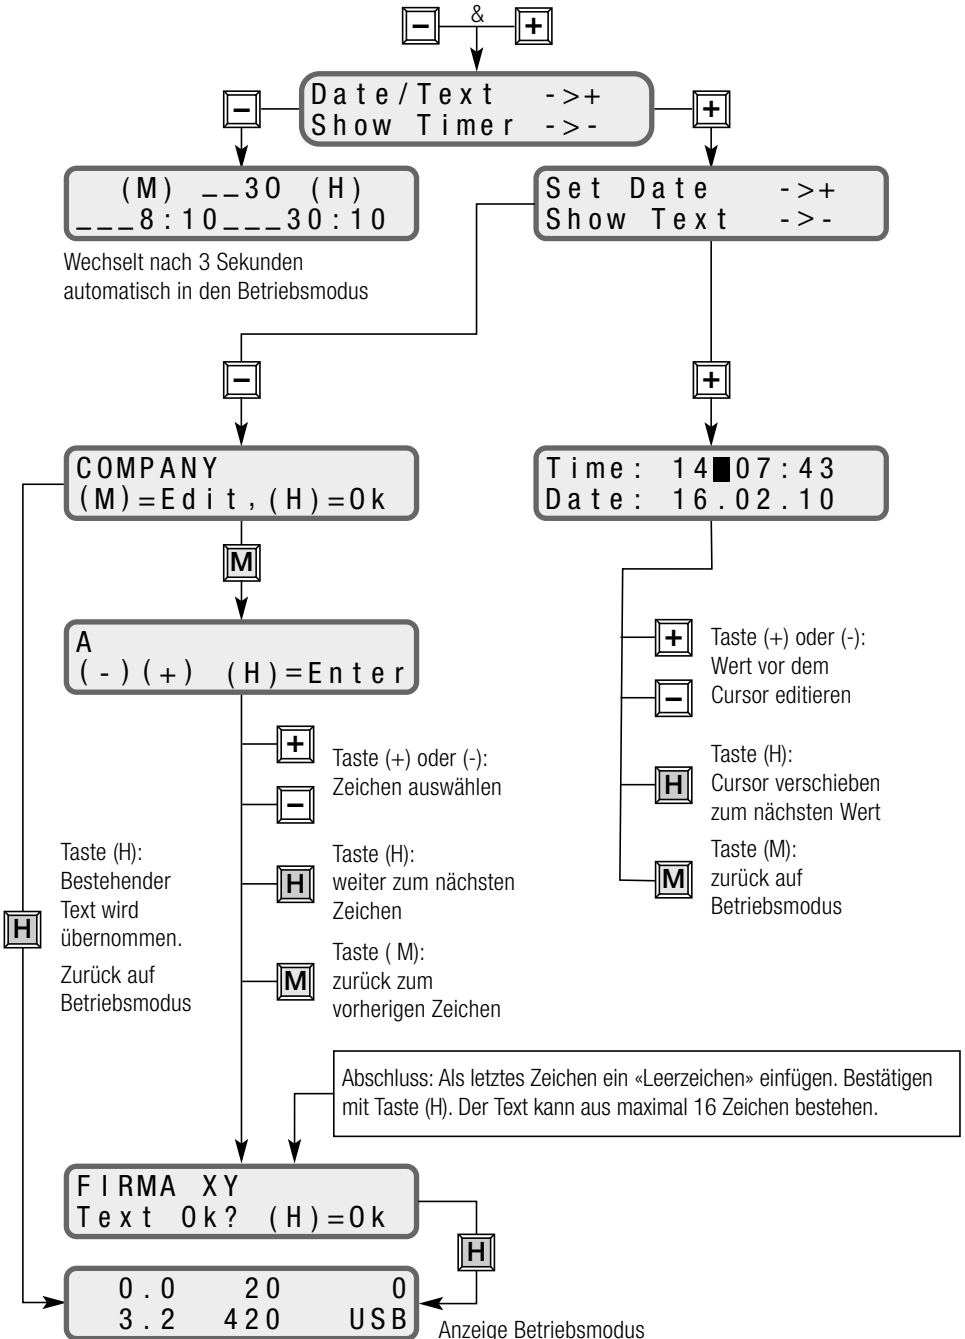 − & +
Date/Text ->+
Show Timer ->-
−
+
(M) __30 (H)
___8:10___30:10
Set Date ->+
Show Text ->-
Wechselt nach 3 Sekunden
automatisch in den Betriebsmodus
−
+
COMPANY
(M)=Edit,(H)=Ok
Time: 14 07:43
Date: 16.02.10
M
A
(-)(+) (H)=Enter
+
−
Taste (+) oder (-):
Wert vor dem
Cursor editieren
H
Taste (H):
Cursor verschieben
zum nächsten Wert
M
Taste (M):
zurück auf
Betriebsmodus
+
−
Taste (+) oder (-):
Zeichen auswählen
H
Taste (H):
weiter zum nächsten
Zeichen
M
Taste ( M):
zurück zum
vorherigen Zeichen
H
Taste (H):
Bestehender
Text wird
übernommen.
Zurück auf
Betriebsmodus
Abschluss: Als letztes Zeichen ein «Leerzeichen» einfügen. Bestätigen
mit Taste (H). Der Text kann aus maximal 16 Zeichen bestehen.
FIRMA XY
Text Ok? (H)=Ok
H
0.0 20 0
3.2 420 USB
Anzeige Betriebsmodus